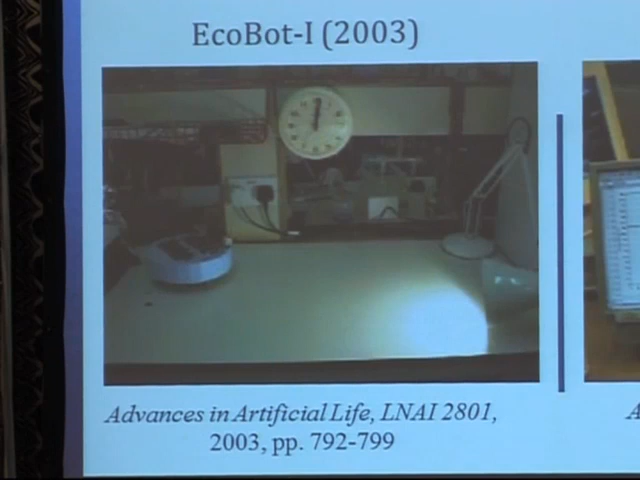 EcoBot-I (2003)
Advances in Artificial Life, LNAI 2801,
2003, pp. 792-799
A